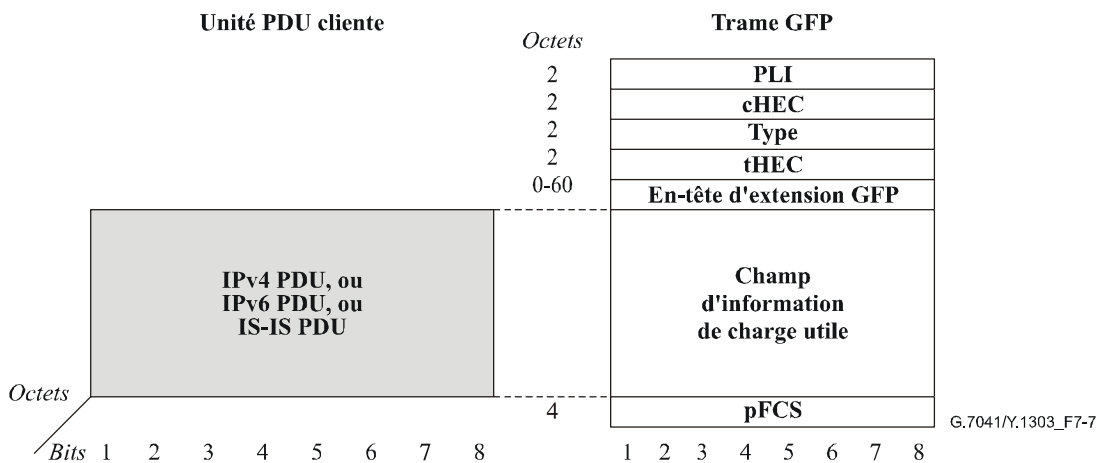 Unité PDU cliente
Trame GFP
Octets
2 PLI
2 cHEC
2 Type
2 tHEC
0-60 En-tête d'extension GFP
IPv4 PDU, ou
IPv6 PDU, ou
IS-IS PDU
Champ
d'information
de charge utile
Octets
4 pFCS
G.7041/Y.1303_F7-7
Bits 1 2 3 4 5 6 7 8
1 2 3 4 5 6 7 8